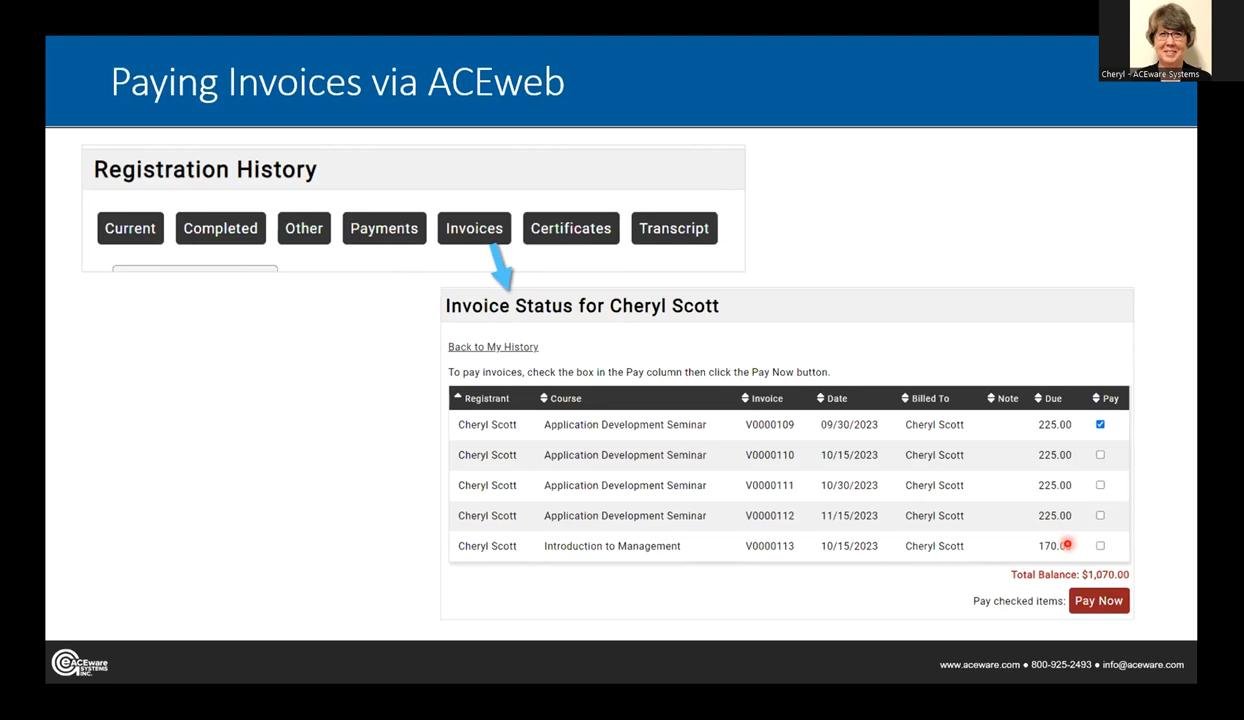 Paying Invoices via ACEweb
Cheryl - ACEware Systems
Registration History
Current Completed Other Payments Invoices Certificates Transcript
Invoice Status for Cheryl Scott
Back to My History
To pay invoices, check the box in the Pay column then click the Pay Now button.
Registrant Course Invoice Date Billed To Note Due Pay
Cheryl Scott Application Development Seminar V0000109 09/30/2023 Cheryl Scott 225.00
Cheryl Scott Application Development Seminar V0000110 10/15/2023 Cheryl Scott 225.00
Cheryl Scott Application Development Seminar V0000111 10/30/2023 Cheryl Scott 225.00
Cheryl Scott Application Development Seminar V0000112 11/15/2023 Cheryl Scott 225.00
Cheryl Scott Introduction to Management V0000113 10/15/2023 Cheryl Scott 170.00
Total Balance: $1,070.00
Pay checked items: Pay Now
ACEware
SYSTEMS
INC.
www.aceware.com ● 800-925-2493 ● info@aceware.com